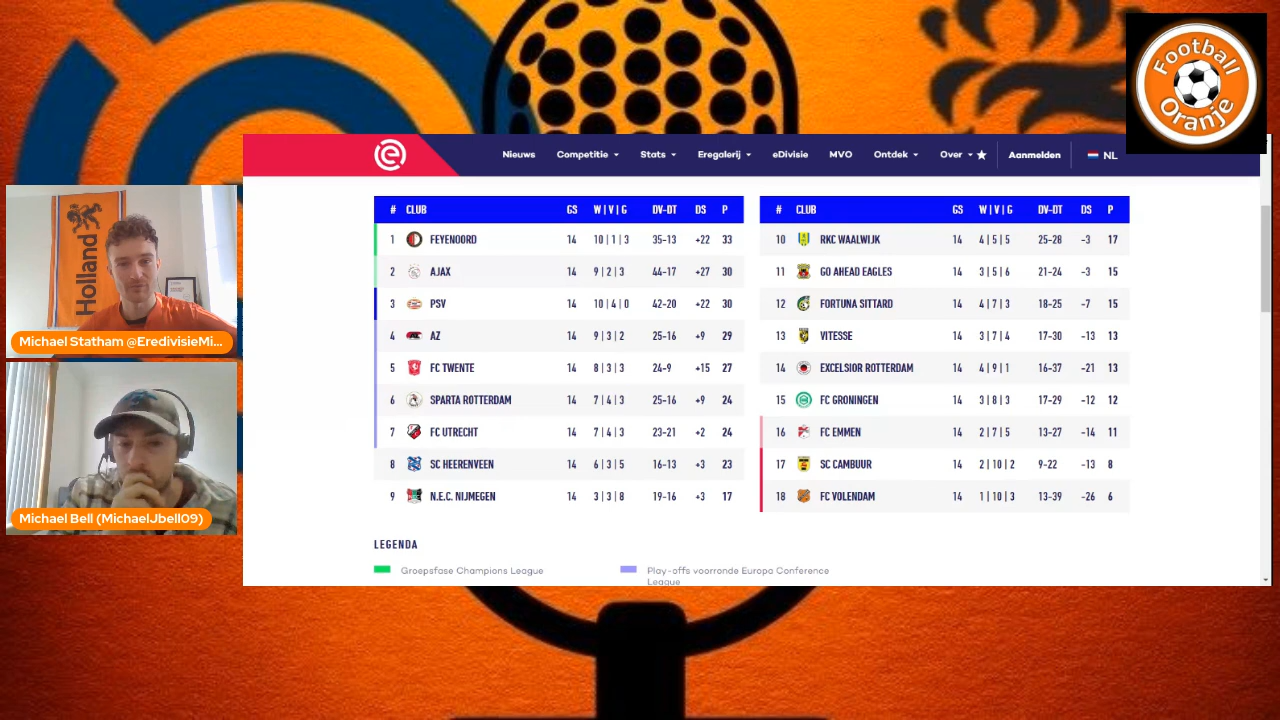 Football
Oranje
Nieuws Competitie Stats Eregalerij eDivisie MVO Ontdek Over Aanmelden NL
# CLUB GS W | V | G DV-DT DS P
1 FEYENOORD 14 10 | 1 | 3 35-13 +22 33
2 AJAX 14 9 | 2 | 3 44-17 +27 30
3 PSV 14 10 | 4 | 0 42-20 +22 30
4 AZ 14 9 | 3 | 2 25-16 +9 29
5 FC TWENTE 14 8 | 3 | 3 24-9 +15 27
6 SPARTA ROTTERDAM 14 7 | 4 | 3 25-16 +9 24
7 FC UTRECHT 14 7 | 4 | 3 23-21 +2 24
8 SC HEERENVEEN 14 6 | 3 | 5 16-13 +3 23
9 N.E.C. NIJMEGEN 14 3 | 3 | 8 19-16 +3 17
# CLUB GS W | V | G DV-DT DS P
10 RKC WAALWIJK 14 4 | 5 | 5 25-28 -3 17
11 GO AHEAD EAGLES 14 3 | 5 | 6 21-24 -3 15
12 FORTUNA SITTARD 14 4 | 7 | 3 18-25 -7 15
13 VITESSE 14 3 | 7 | 4 17-30 -13 13
14 EXCELSIOR ROTTERDAM 14 4 | 9 | 1 16-37 -21 13
15 FC GRONINGEN 14 3 | 8 | 3 17-29 -12 12
16 FC EMMEN 14 2 | 7 | 5 13-27 -14 11
17 SC CAMBUUR 14 2 | 10 | 2 9-22 -13 8
18 FC VOLENDAM 14 1 | 10 | 3 13-39 -26 6
LEGENDA
Groepsfase Champions League
Play-offs voorronde Europa Conference
League
Holland
Michael Statham @EredivisieMi...
Michael Bell (MichaelJbell09)